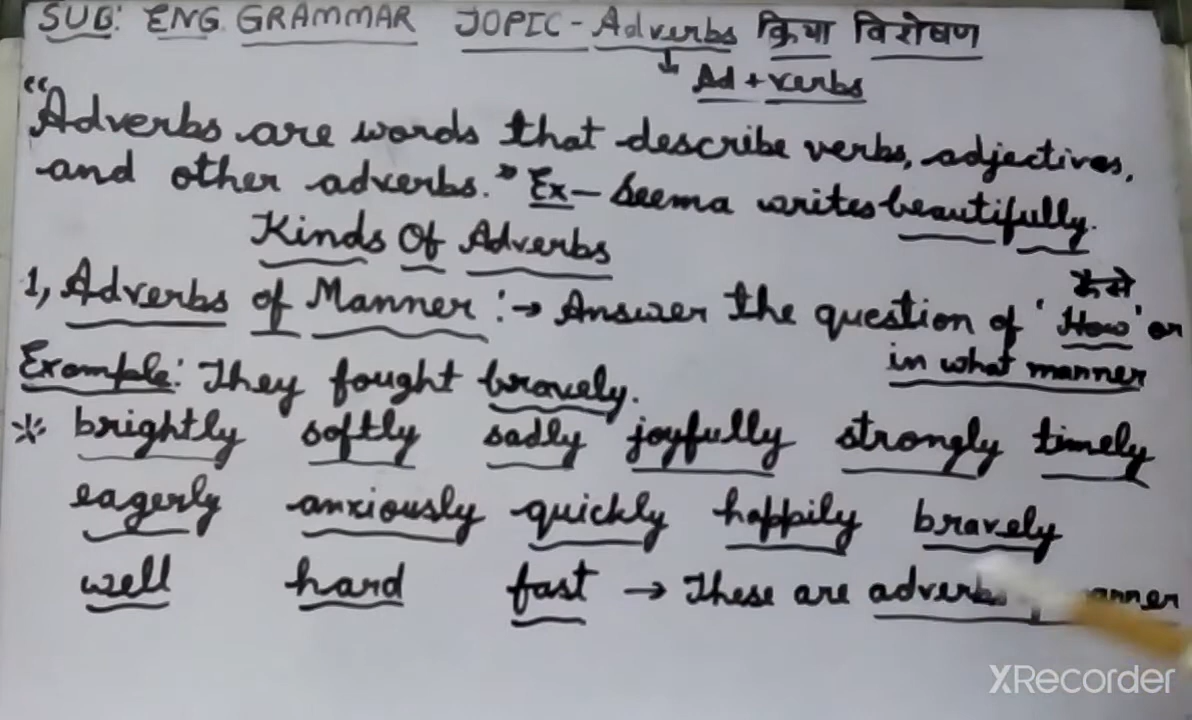 SUB: ENG GRAMMAR TOPIC - Adverbs क्रिया विशेषण
↓ Ad + verbs
"Adverbs are words that describe verbs, adjectives,
and other adverbs." Ex - Seema writes beautifully.
Kinds Of Adverbs
1, Adverbs of Manner :→ Answer the question of 'How' or
कैसे
in what manner
Example: They fought bravely.
* brightly softly sadly joyfully strongly timely
eagerly anxiously quickly happily bravely
well hard fast → These are adverbs manner
XRecorder